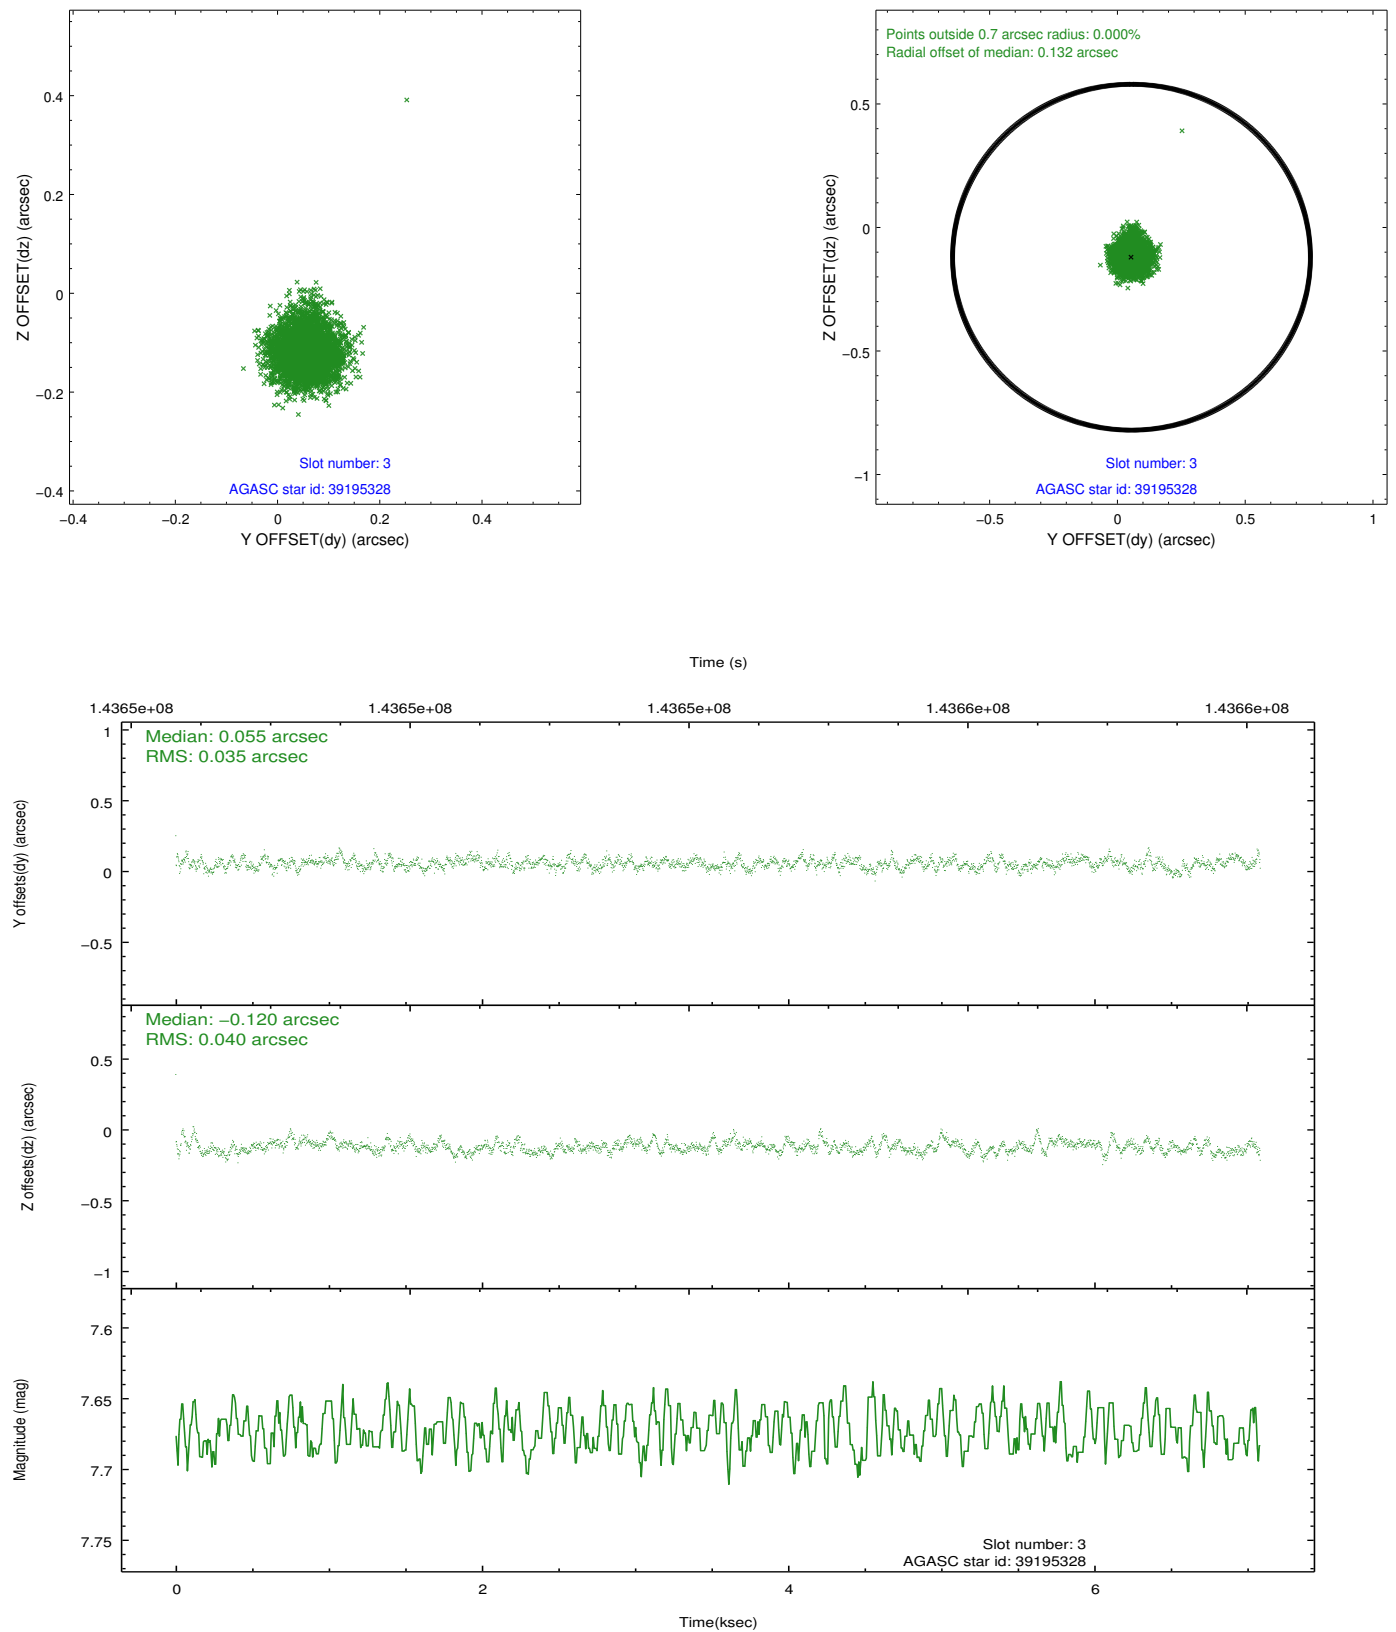 0.4
0.2
0
−0.2
−0.4
Z OFFSET(dz) (arcsec)
Slot number: 3
AGASC star id: 39195328
−0.4 −0.2 0 0.2 0.4
Y OFFSET(dy) (arcsec)
Points outside 0.7 arcsec radius: 0.000%
Radial offset of median: 0.132 arcsec
0.5
0
−0.5
−1
Z OFFSET(dz) (arcsec)
Slot number: 3
AGASC star id: 39195328
−0.5 0 0.5 1
Y OFFSET(dy) (arcsec)
Time (s)
1.4365e+08 1.4365e+08 1.4365e+08 1.4366e+08 1.4366e+08
Median: 0.055 arcsec
RMS: 0.035 arcsec
1
0.5
0
−0.5
Y offsets(dy) (arcsec)
Median: −0.120 arcsec
RMS: 0.040 arcsec
0.5
0
−0.5
−1
Z offsets(dz) (arcsec)
7.6
7.65
7.7
7.75
Magnitude (mag)
Slot number: 3
AGASC star id: 39195328
0 2 4 6
Time(ksec)